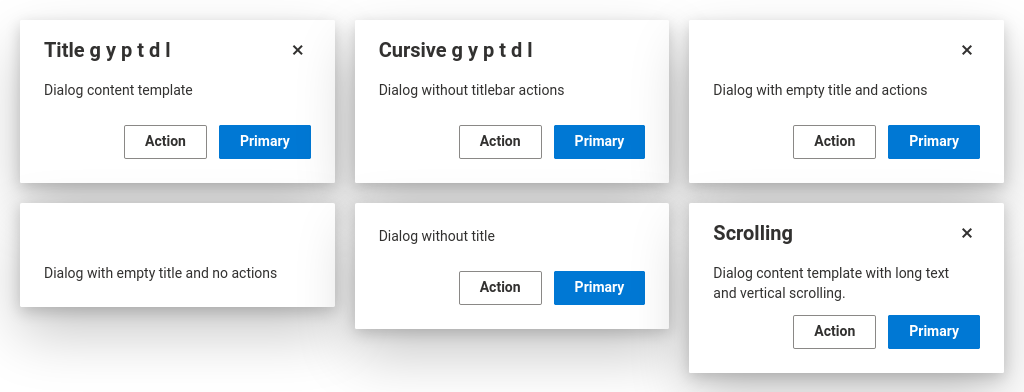 Title g y p t d l ✕
Dialog content template
Action Primary
Cursive g y p t d l
Dialog without titlebar actions
Action Primary
✕
Dialog with empty title and actions
Action Primary
Dialog with empty title and no actions
Dialog without title
Action Primary
Scrolling ✕
Dialog content template with long text
and vertical scrolling.
Action Primary